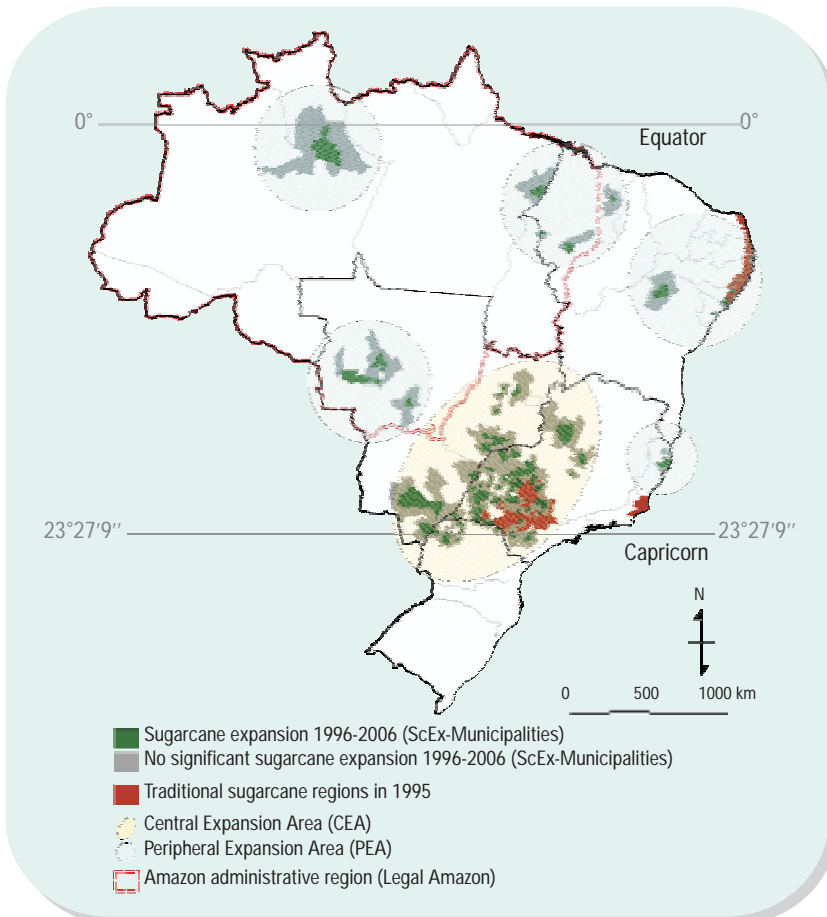 0° 0°
Equator
23°27'9'' 23°27'9''
Capricorn
N
0 500 1000 km
Sugarcane expansion 1996-2006 (ScEx-Municipalities)
No significant sugarcane expansion 1996-2006 (ScEx-Municipalities)
Traditional sugarcane regions in 1995
Central Expansion Area (CEA)
Peripheral Expansion Area (PEA)
Amazon administrative region (Legal Amazon)